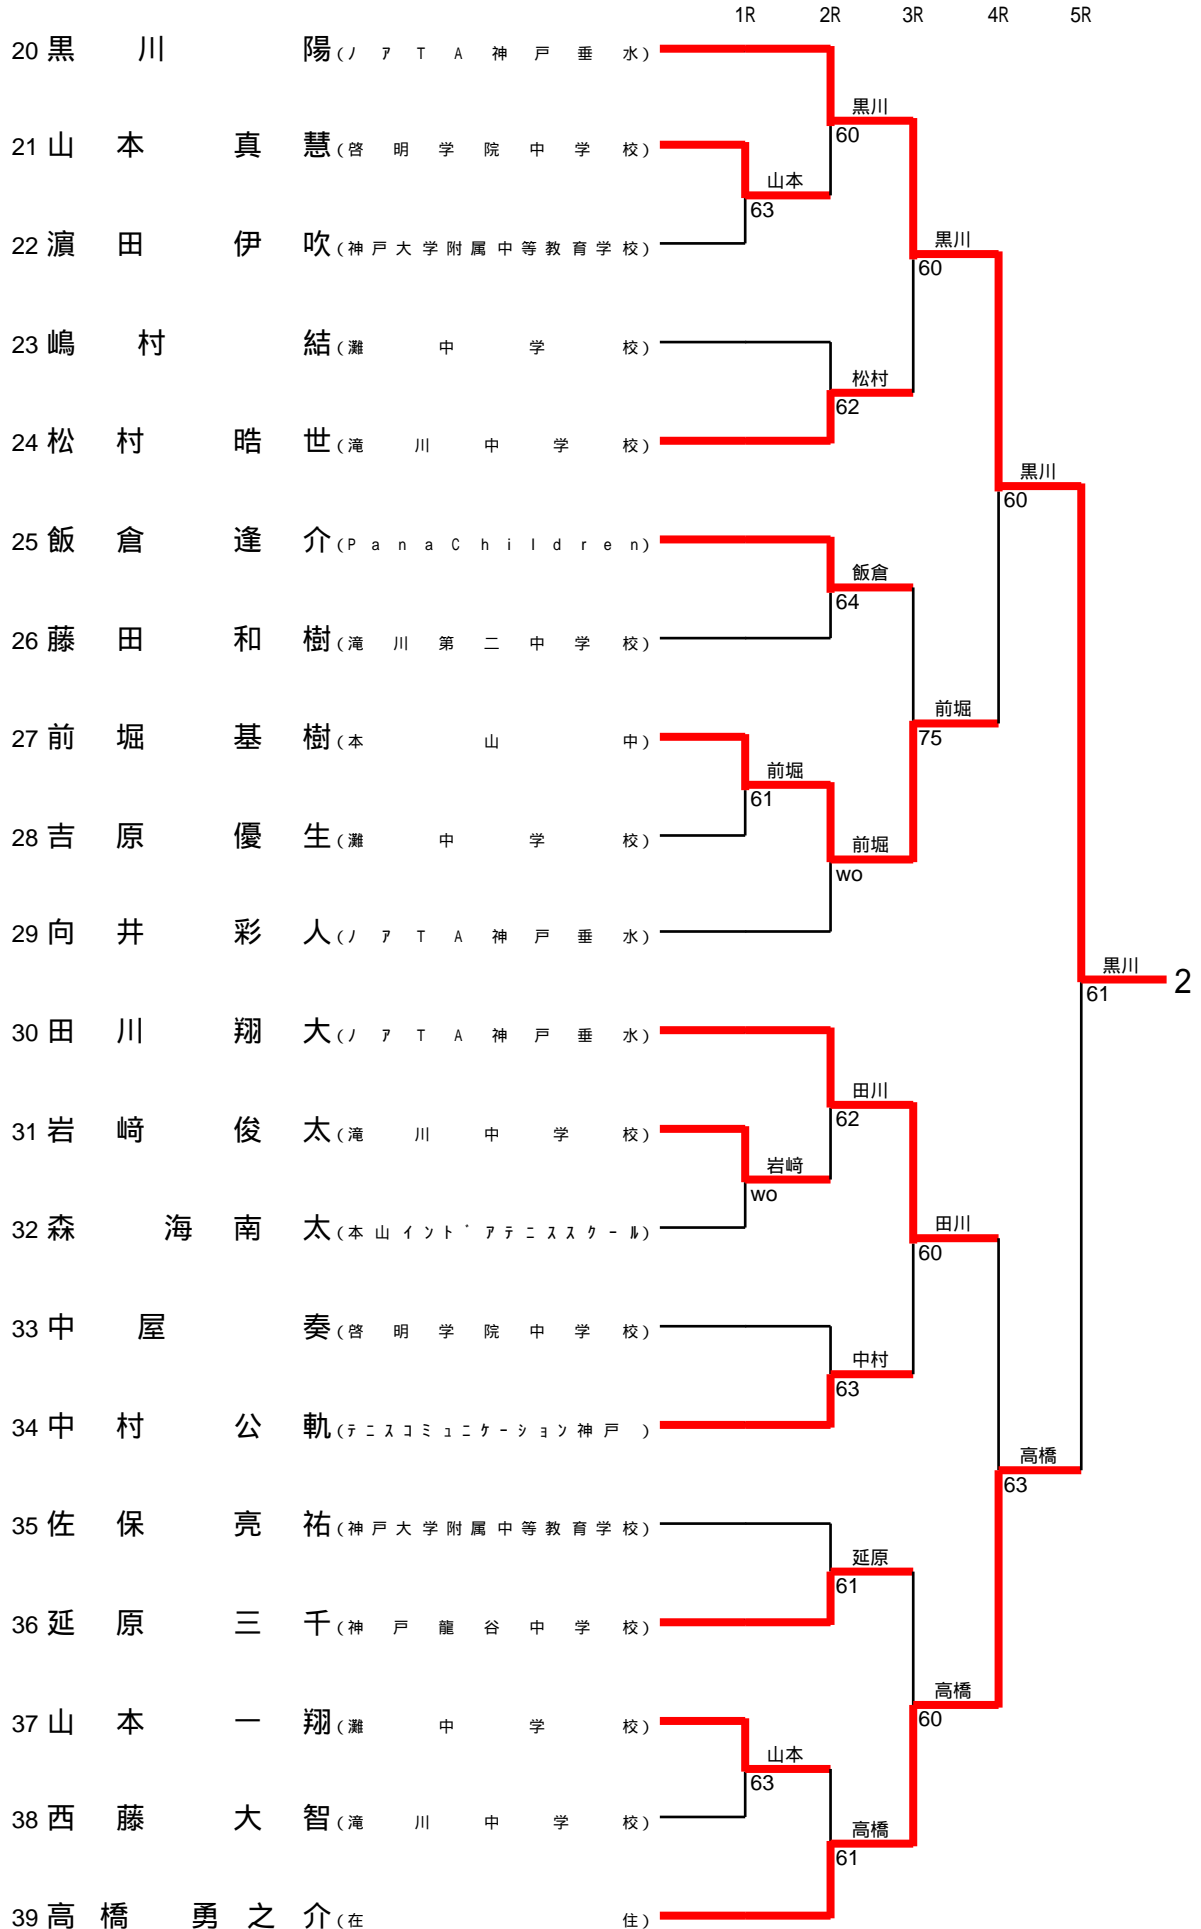 1R 2R 3R 4R 5R
20 黒川 陽 (ノアTA神戸垂水)
黒川
60
21 山本 真慧 (啓明学院中学校)
山本
63
22 濵田 伊吹 (神戸大学附属中等教育学校)
黒川
60
23 嶋村 結 (灘中学校)
松村
62
24 松村 晧世 (滝川中学校)
黒川
60
25 飯倉 逢介 (PanaChildren)
飯倉
64
26 藤田 和樹 (滝川第二中学校)
前堀
75
27 前堀 基樹 (本山中)
前堀
61
28 吉原 優生 (灘中学校)
前堀
wo
29 向井 彩人 (ノアTA神戸垂水)
黒川
61
2
30 田川 翔大 (ノアTA神戸垂水)
田川
62
31 岩﨑 俊太 (滝川中学校)
岩﨑
wo
32 森 海南太 (本山インドアテニススクール)
田川
60
33 中屋 奏 (啓明学院中学校)
中村
63
34 中村 公軌 (テニスコミュニケーション神戸)
高橋
63
35 佐保 亮祐 (神戸大学附属中等教育学校)
延原
61
36 延原 三千 (神戸龍谷中学校)
高橋
60
37 山本 一翔 (灘中学校)
山本
63
38 西藤 大智 (滝川中学校)
高橋
61
39 高橋 勇之介 (在住)